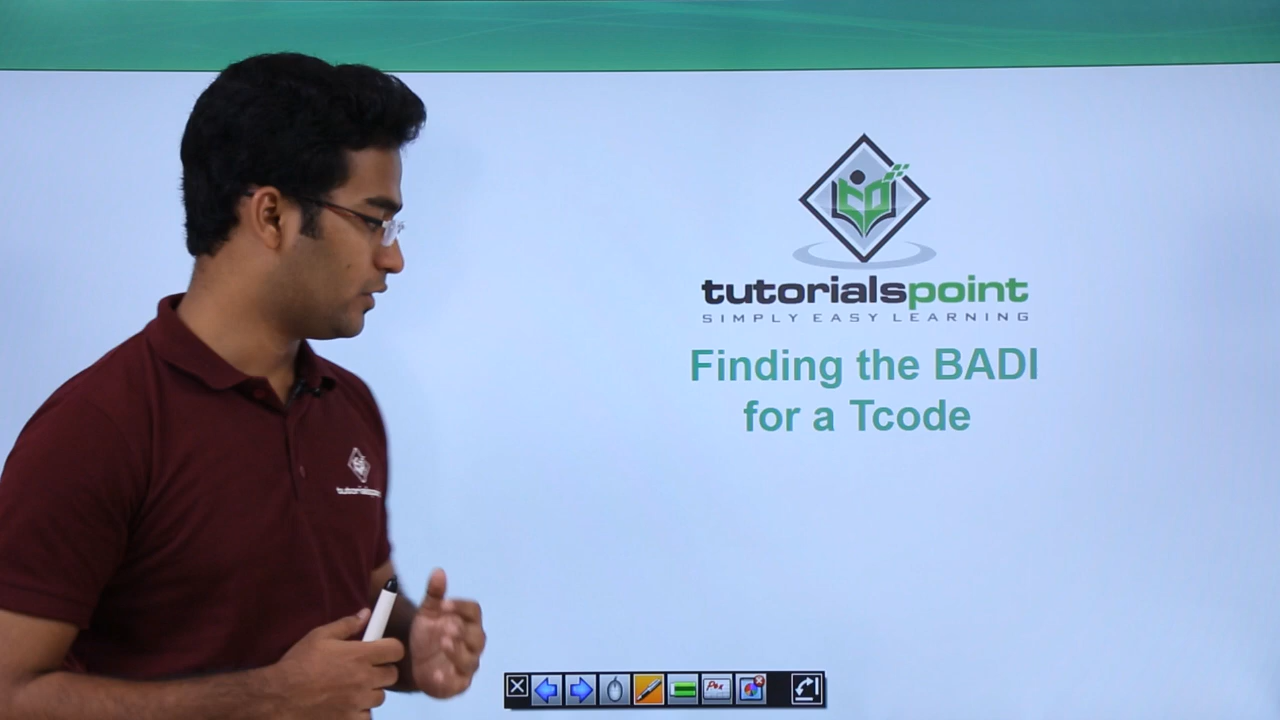 tutorialspoint
SIMPLY EASY LEARNING
Finding the BADI
for a Tcode